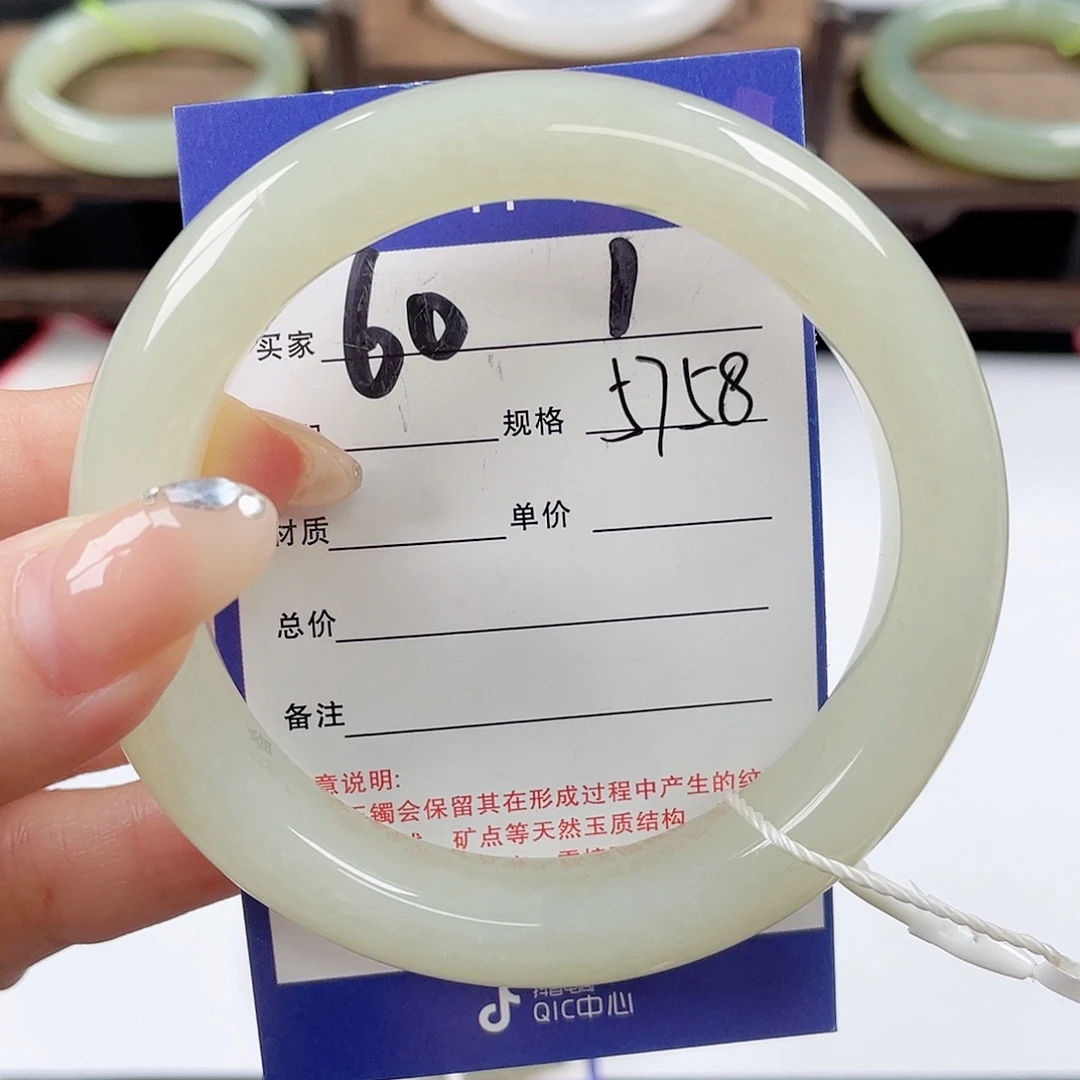 买家 60 1
规格 5758
材质 单价
总价
备注
意说明:
镯会保留其在形成过程中产生的纹
矿点等天然玉质结构
QIC中心